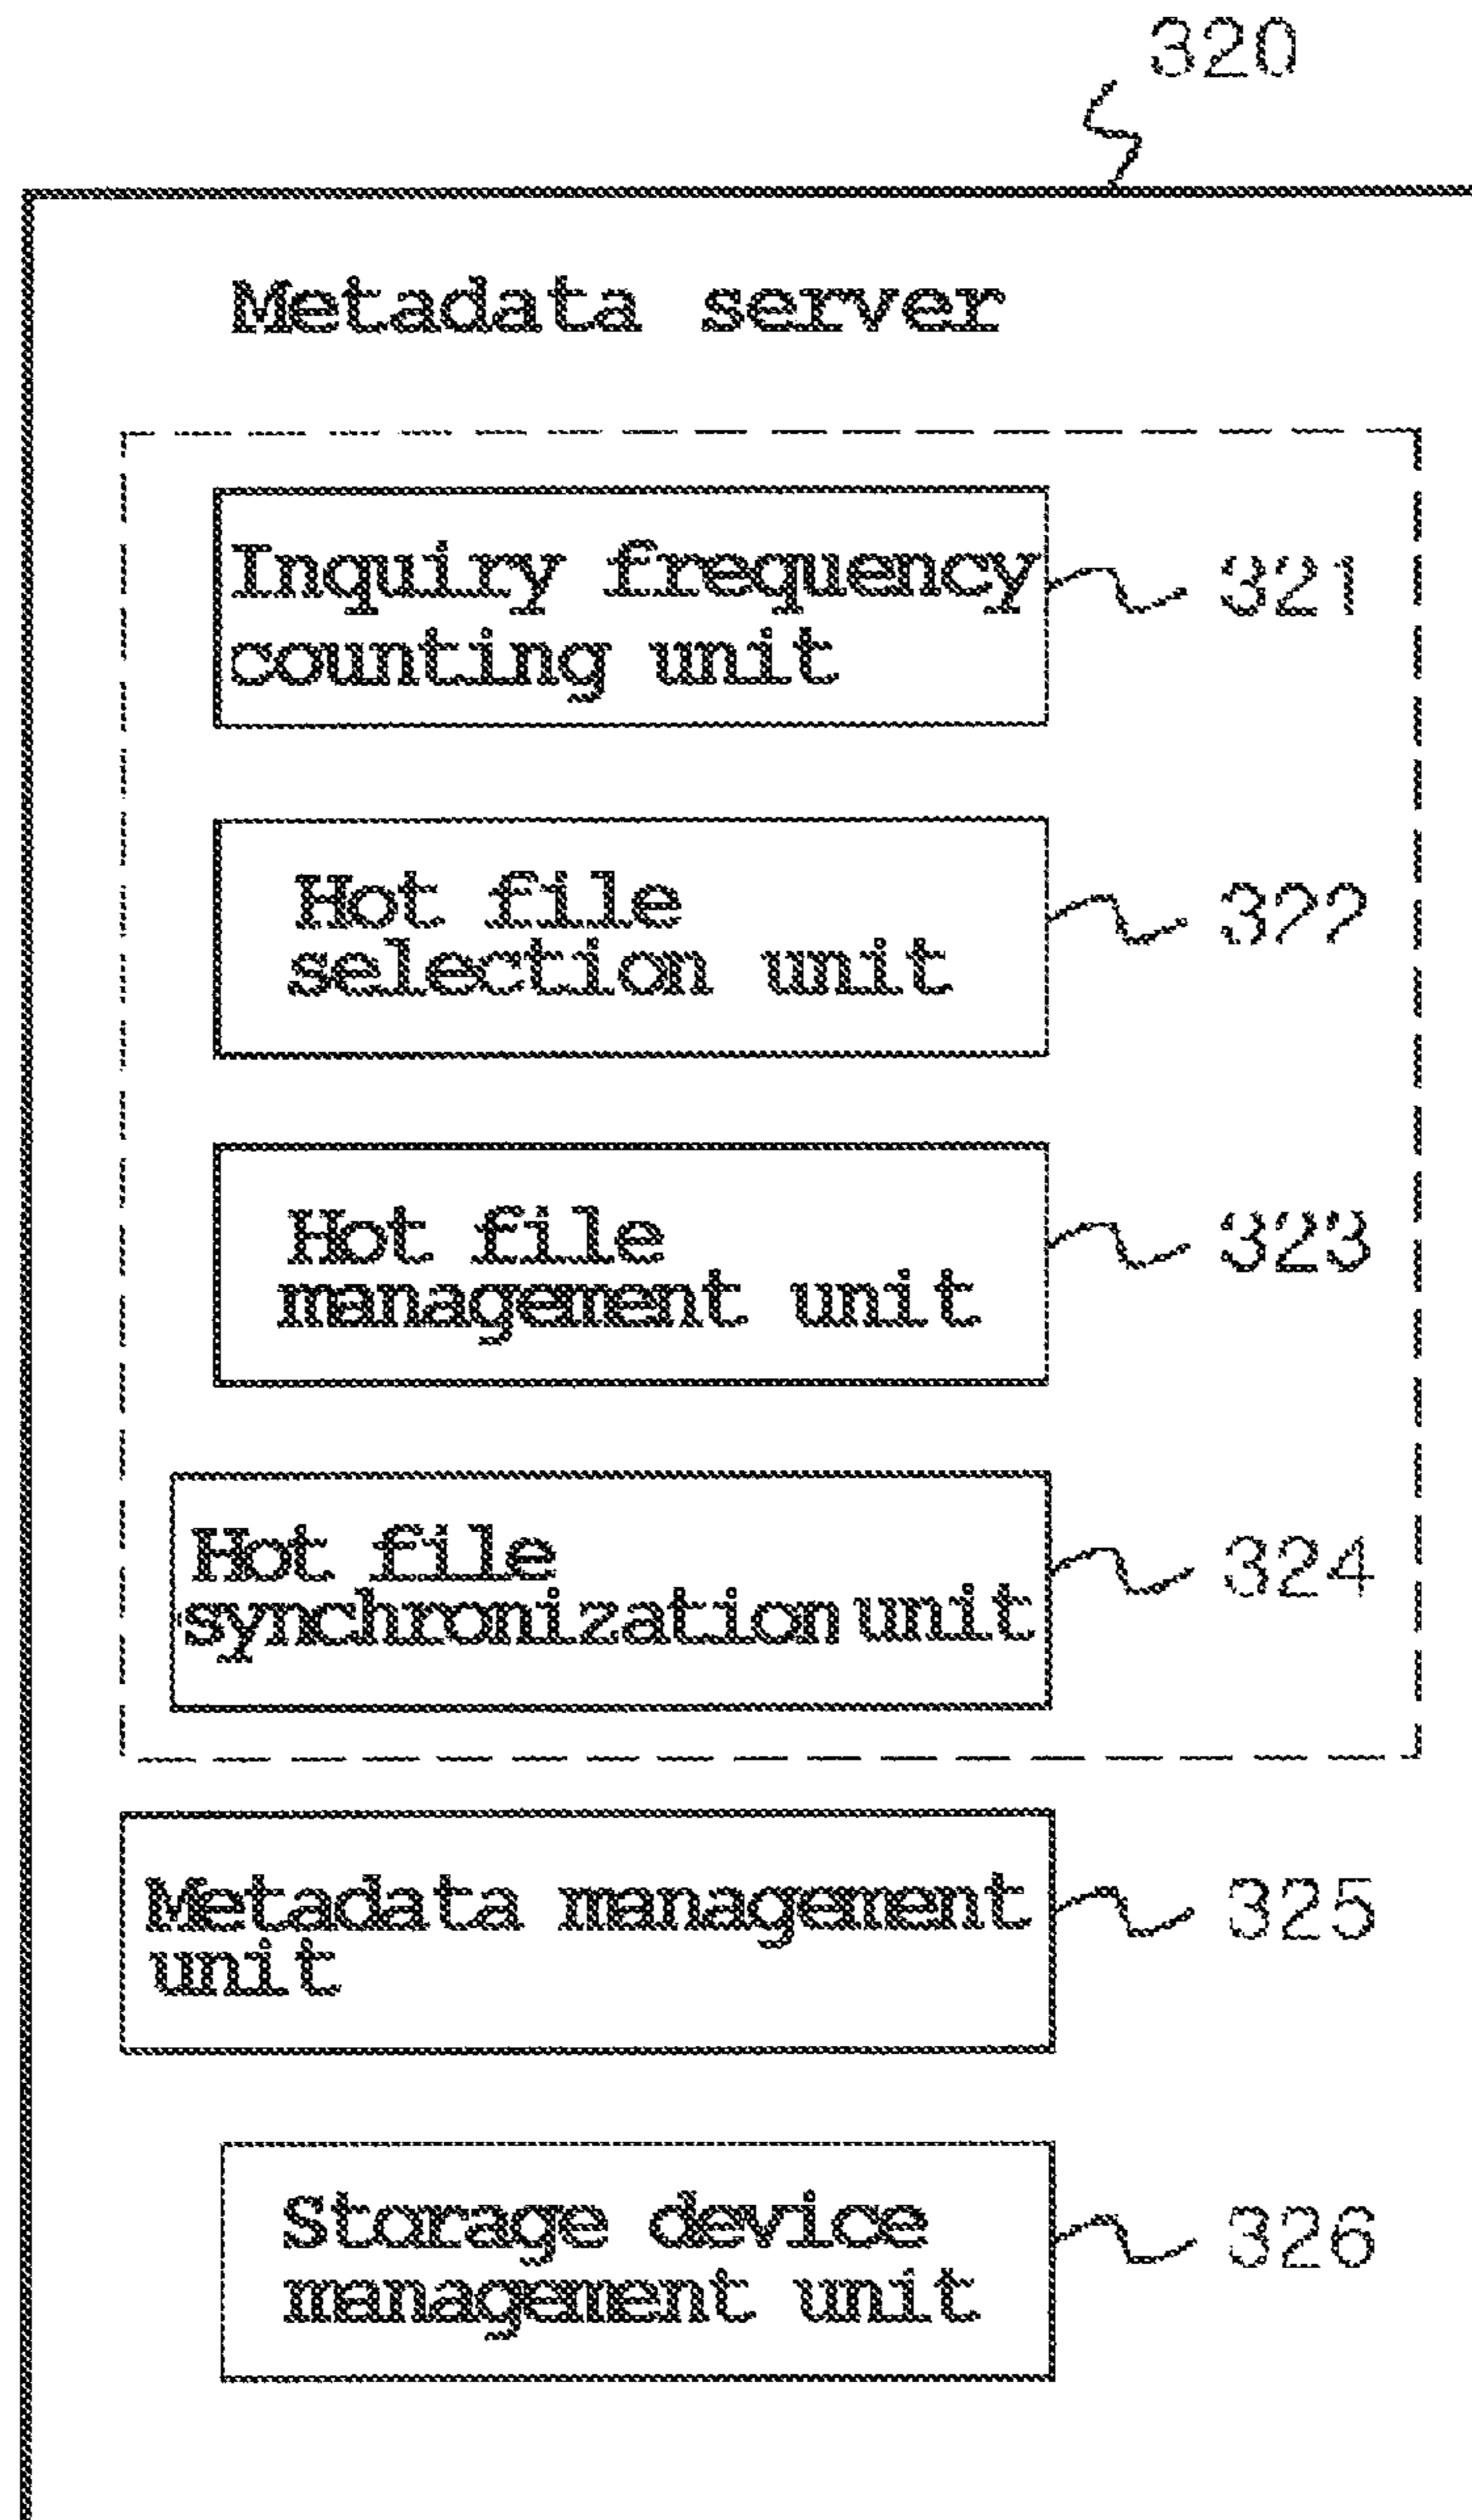 320
Metadata server
Inquiry frequency
counting unit
321
Hot file
selection unit
322
Hot file
management unit
323
Hot file
synchronization unit
324
Metadata management
unit
325
Storage device
management unit
326